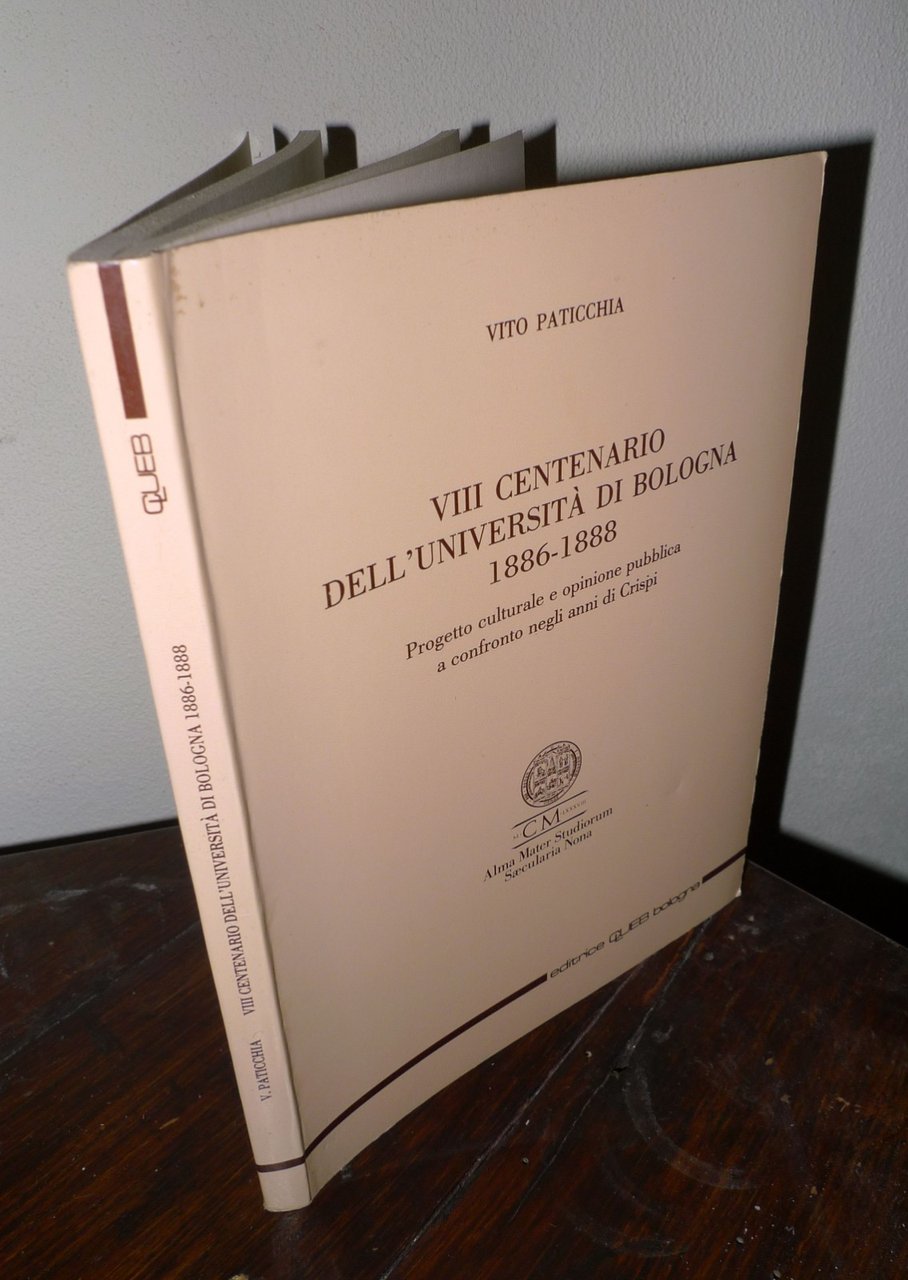 VITO PATICCHIA
VIII CENTENARIO
DELL'UNIVERSITÀ DI BOLOGNA
1886-1888
Progetto culturale e opinione pubblica
a confronto negli anni di Crispi
CM
Alma Mater Studiorum
Sæcularia Nona
editrice CLUEB bologna
CLUEB
V. PATICCHIA VIII CENTENARIO DELL'UNIVERSITÀ DI BOLOGNA 1886-1888